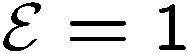 ℰ = 1